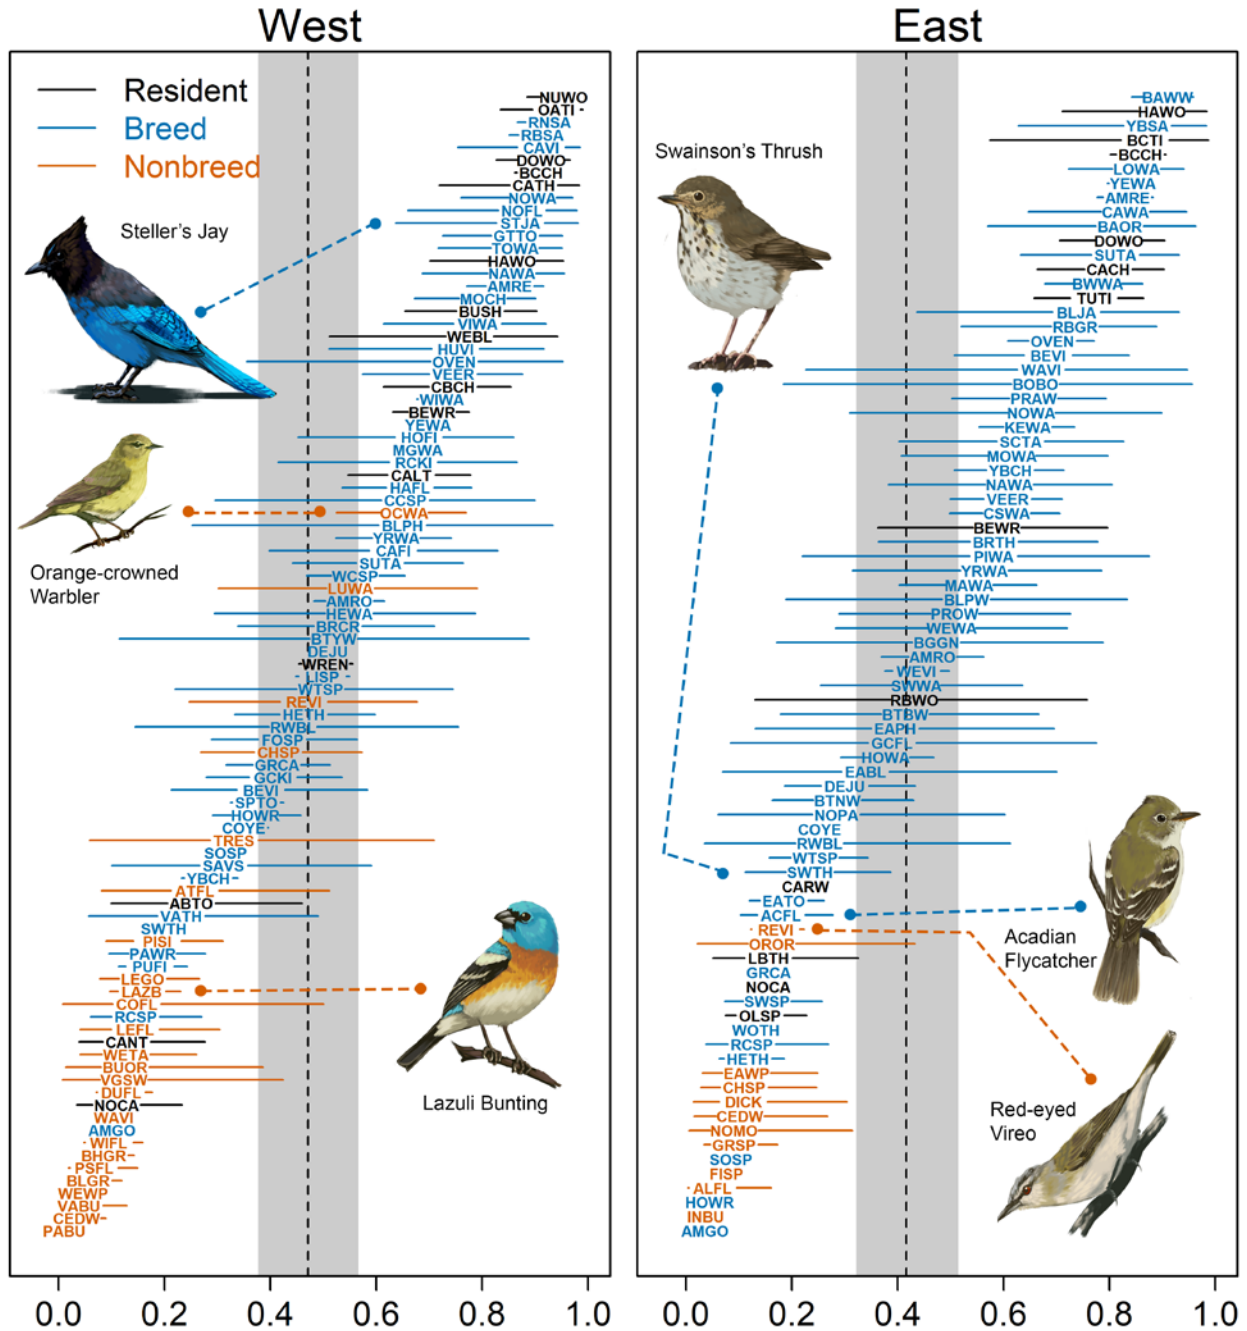 West
East
Resident
Breed
Nonbreed
Steller's Jay
Orange-crowned
Warbler
Lazuli Bunting
NUWO
OATI
RNSA
RBSA
CAVI
DOWO
BCCH
CATH
NOWA
NOFL
STJA
GTTO
TOWA
HAWO
NAWA
AMRE
MOCH
BUSH
VIWA
WEBL
HUVI
OVEN
VEER
CBCH
WIWA
BEWR
YEWA
HOFI
MGWA
RCKI
CALT
HAFL
CCSP
OCWA
BLPH
YRWA
CAFI
SUTA
WCSP
LUWA
AMRO
HEWA
BRCR
BTYW
DEJU
WREN
LISP
WTSP
REVI
HETH
RWBL
FOSP
CHSP
GRCA
GCKI
BEVI
SPTO
HOWR
COYE
TRES
SOSP
SAVS
YBCH
ATFL
ABTO
VATH
SWTH
PISI
PAWR
PUFI
LEGO
LAZB
COFL
RCSP
LEFL
CANT
WETA
BUOR
VGSW
DUFL
NOCA
WAVI
AMGO
WIFL
BHGR
PSFL
BLGR
WEWP
VABU
CEDW
PABU
0.0 0.2 0.4 0.6 0.8 1.0
Swainson's Thrush
Acadian
Flycatcher
Red-eyed
Vireo
BAWW
HAWO
YBSA
BCTI
BCCH
LOWA
YEWA
AMRE
CAWA
BAOR
DOWO
SUTA
CACH
BWWA
TUTI
BLJA
RBGR
OVEN
BEVI
WAVI
BOBO
PRAW
NOWA
KEWA
SCTA
MOWA
YBCH
NAWA
VEER
CSWA
BEWR
BRTH
PIWA
YRWA
MAWA
BLPW
PROW
WEWA
BGGN
AMRO
WEVI
SWWA
RBWO
BTBW
EAPH
GCFL
HOWA
EABL
DEJU
BTNW
NOPA
COYE
RWBL
WTSP
SWTH
CARW
EATO
ACFL
REVI
OROR
LBTH
GRCA
NOCA
SWSP
OLSP
WOTH
RCSP
HETH
EAWP
CHSP
DICK
CEDW
NOMO
GRSP
SOSP
FISP
ALFL
HOWR
INBU
AMGO
0.0 0.2 0.4 0.6 0.8 1.0